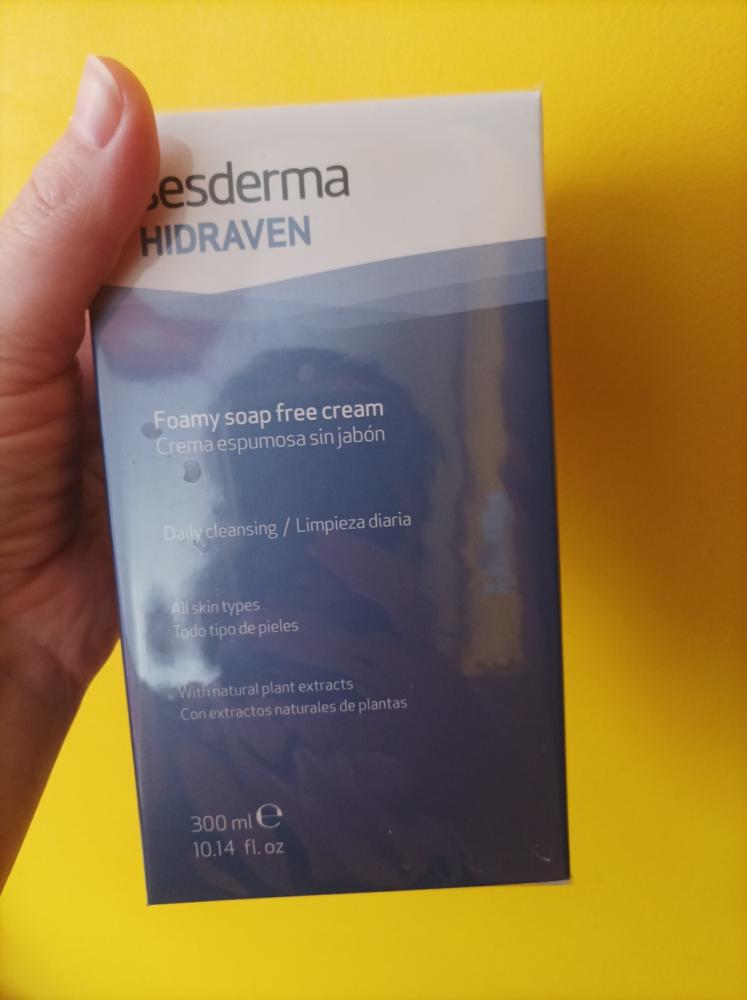 sesderma
HIDRAVEN
Foamy soap free cream
Crema espumosa sin jabón
Daily cleansing / Limpieza diaria
All skin types
Todo tipo de pieles
With natural plant extracts
Con extractos naturales de plantas
300 ml ℮
10.14 fl. oz